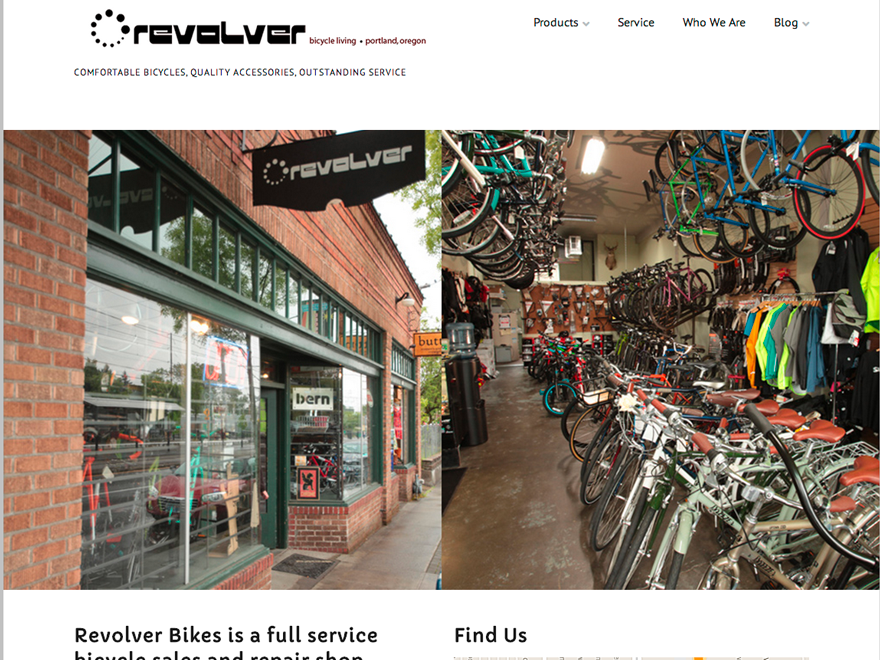 revolver bicycle living • portland, oregon
Products Service Who We Are Blog
COMFORTABLE BICYCLES, QUALITY ACCESSORIES, OUTSTANDING SERVICE
revolver
bern
Revolver Bikes is a full service
bicycle sales and repair shop
Find Us